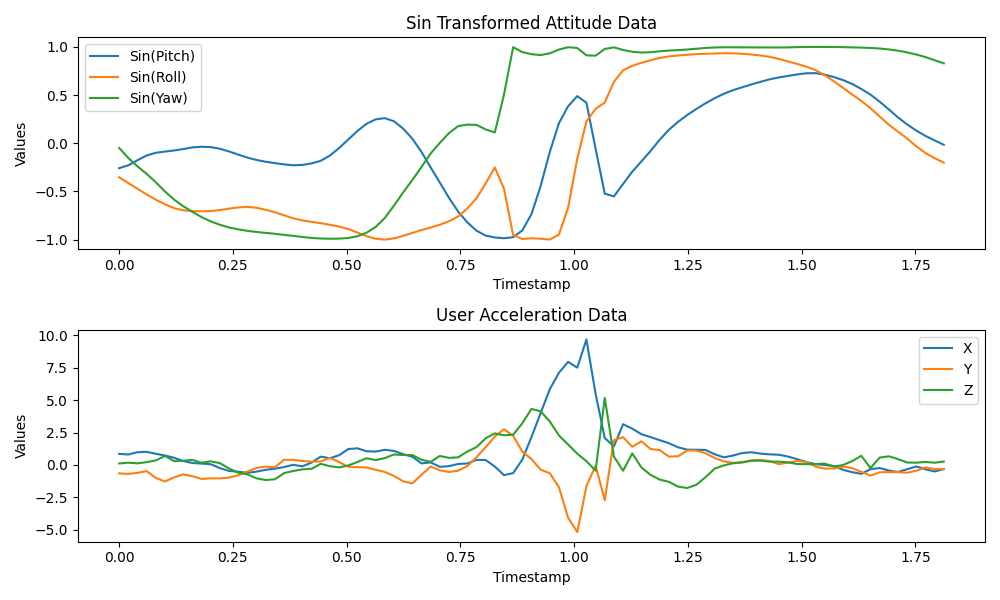 Sin Transformed Attitude Data
Values
1.0
0.5
0.0
−0.5
−1.0
Sin(Pitch)
Sin(Roll)
Sin(Yaw)
0.00 0.25 0.50 0.75 1.00 1.25 1.50 1.75
Timestamp
User Acceleration Data
Values
10.0
7.5
5.0
2.5
0.0
−2.5
−5.0
X
Y
Z
0.00 0.25 0.50 0.75 1.00 1.25 1.50 1.75
Timestamp